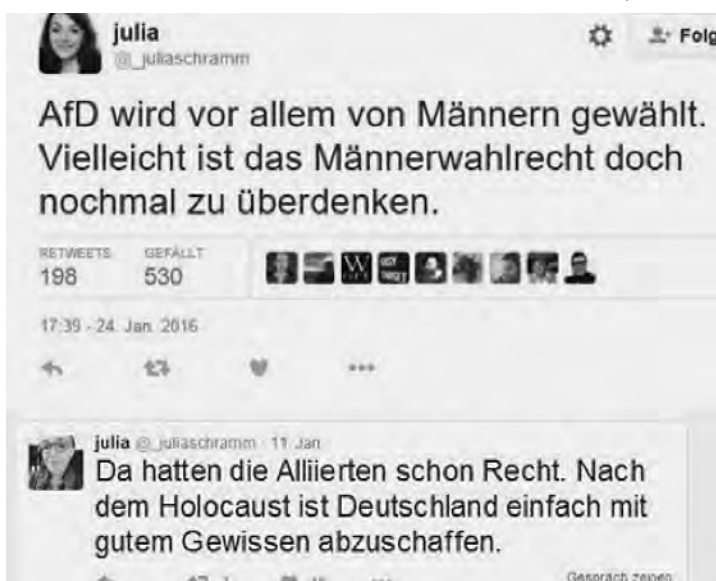 julia
@_juliaschramm
Folg
AfD wird vor allem von Männern gewählt.
Vielleicht ist das Männerwahlrecht doch
nochmal zu überdenken.
RETWEETS GEFÄLLT
198 530
17:39 - 24. Jan. 2016
julia @_juliaschramm · 11. Jan.
Da hatten die Alliierten schon Recht. Nach
dem Holocaust ist Deutschland einfach mit
gutem Gewissen abzuschaffen.
Gespräch zeigen